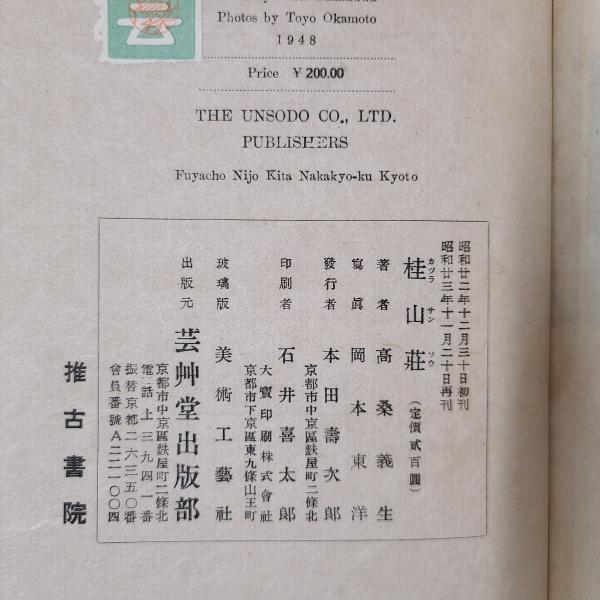 Photos by Toyo Okamoto
1948
Price ¥200.00
THE UNSODO CO., LTD.
PUBLISHERS
Fuyacho Nijo Kita Nakakyo-ku Kyoto
昭和廿二年十二月三十日初刊
昭和廿三年十一月二十日再刊
桂山莊 (定價貳百圓)
カツラ サン ソウ
著者 高桑義生
寫眞 岡本東洋
發行者 本田壽次郎
京都市中京區麩屋町二條北
印刷者 石井喜太郎
大寶印刷株式會社
京都市下京區東九條山王町
玻璃版 美術工藝社
出版元 芸艸堂出版部
京都市中京區麩屋町二條北
電話上三九四一番
振替京都二六三五〇番
會員番號A二一一〇〇四
推古書院